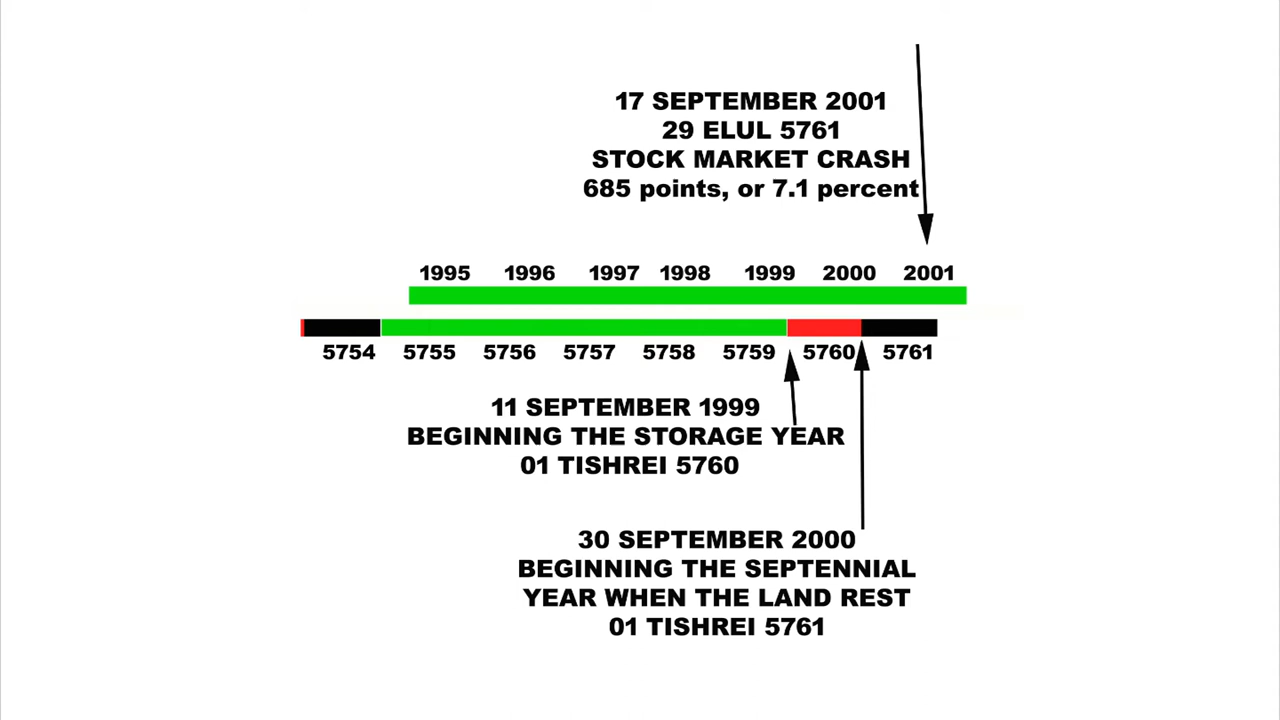 17 SEPTEMBER 2001
29 ELUL 5761
STOCK MARKET CRASH
685 points, or 7.1 percent
1995 1996 1997 1998 1999 2000 2001
5754 5755 5756 5757 5758 5759 5760 5761
11 SEPTEMBER 1999
BEGINNING THE STORAGE YEAR
01 TISHREI 5760
30 SEPTEMBER 2000
BEGINNING THE SEPTENNIAL
YEAR WHEN THE LAND REST
01 TISHREI 5761